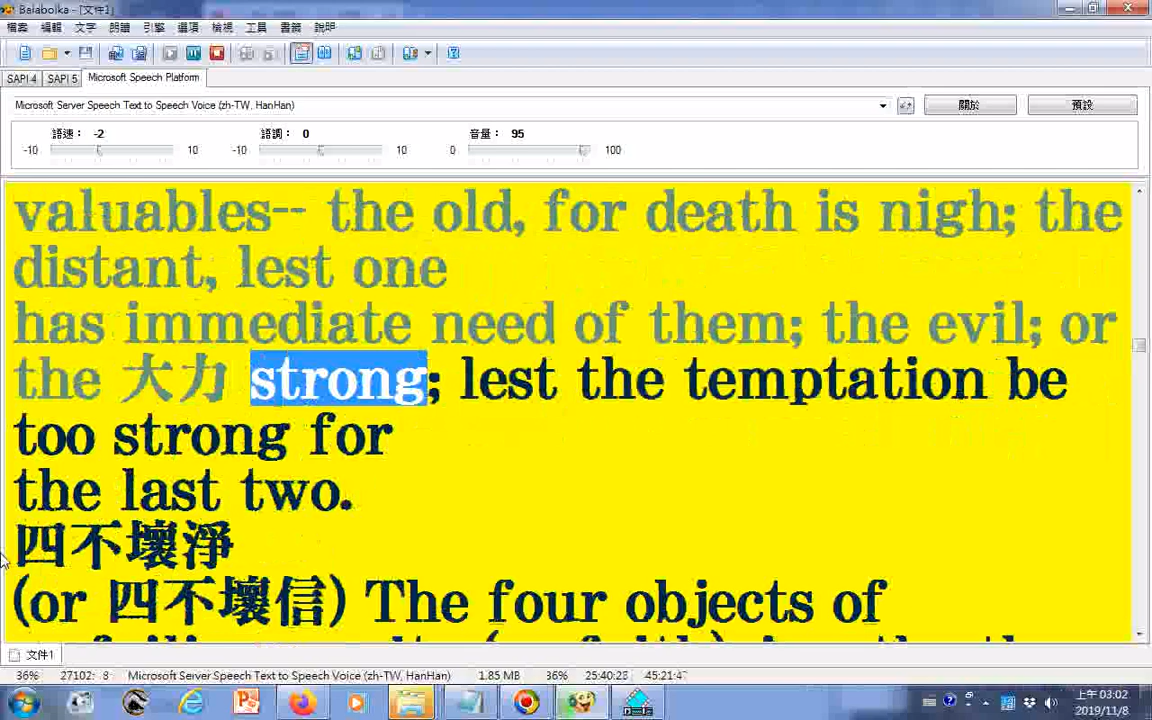 Balabolka - [文件1]
檔案 編輯 文字 朗讀 引擎 選項 檢視 工具 書籤 說明
SAPI 4 SAPI 5 Microsoft Speech Platform
Microsoft Server Speech Text to Speech Voice (zh-TW, HanHan) 關於 預設
語速： -2 語調： 0 音量： 95
-10 10 -10 10 0 100
valuables-- the old, for death is nigh; the
distant, lest one
has immediate need of them; the evil; or
the 大力 strong; lest the temptation be
too strong for
the last two.
四不壞淨
(or 四不壞信) The four objects of
文件1
36% 27102: 8 Microsoft Server Speech Text to Speech Voice (zh-TW, HanHan) 1.85 MB 36% 25:40:23
上午 03:02
2019/11/8